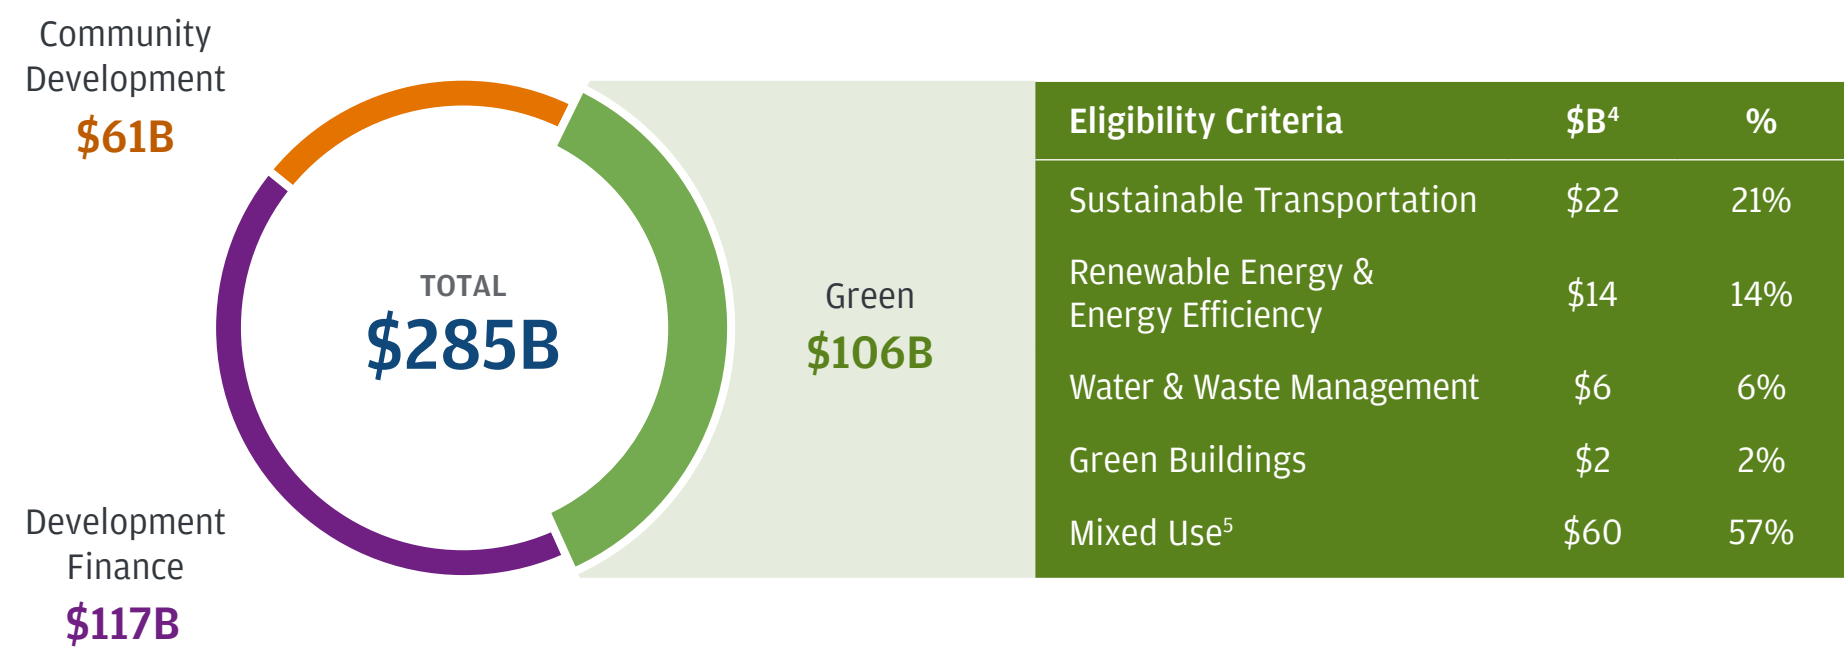 Community
Development
$61B
TOTAL
$285B
Development
Finance
$117B
Green
$106B
Eligibility Criteria $B⁴ %
Sustainable Transportation $22 21%
Renewable Energy &
Energy Efficiency $14 14%
Water & Waste Management $6 6%
Green Buildings $2 2%
Mixed Use⁵ $60 57%